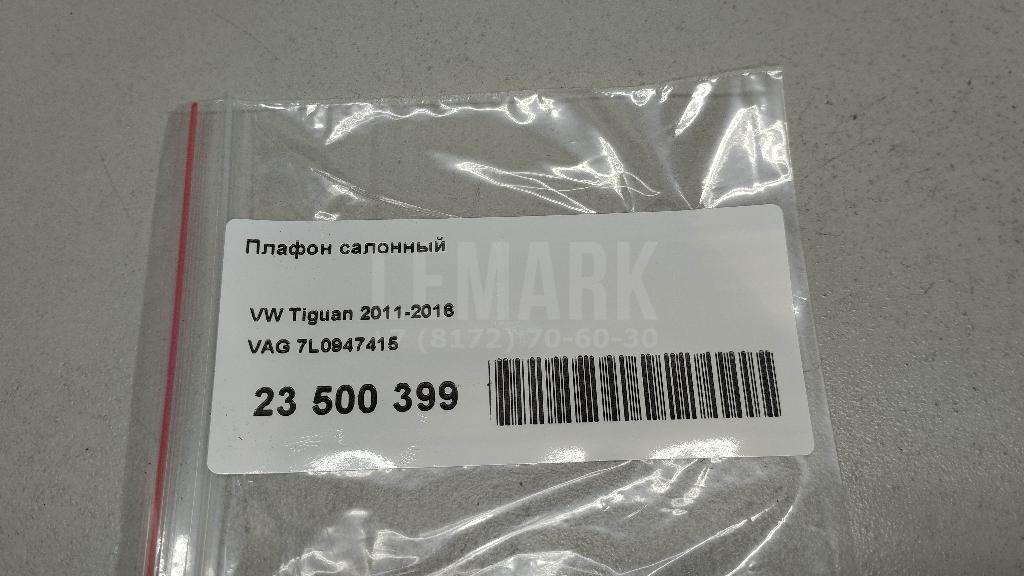 Плафон салонный
LEMARK
VW Tiguan 2011-2016
+7 (8172) 70-60-30
VAG 7L0947415
23 500 399